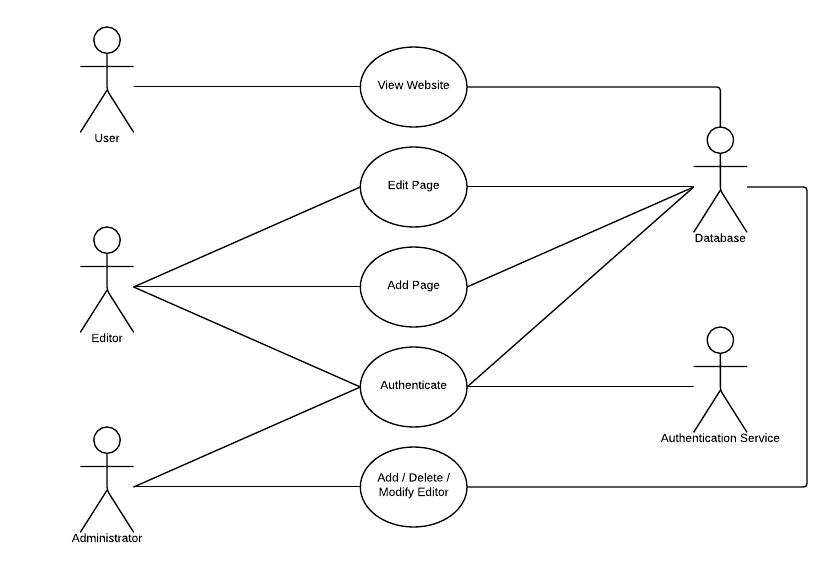 View Website
User
Edit Page
Database
Add Page
Editor
Authenticate
Authentication Service
Add / Delete /
Modify Editor
Administrator